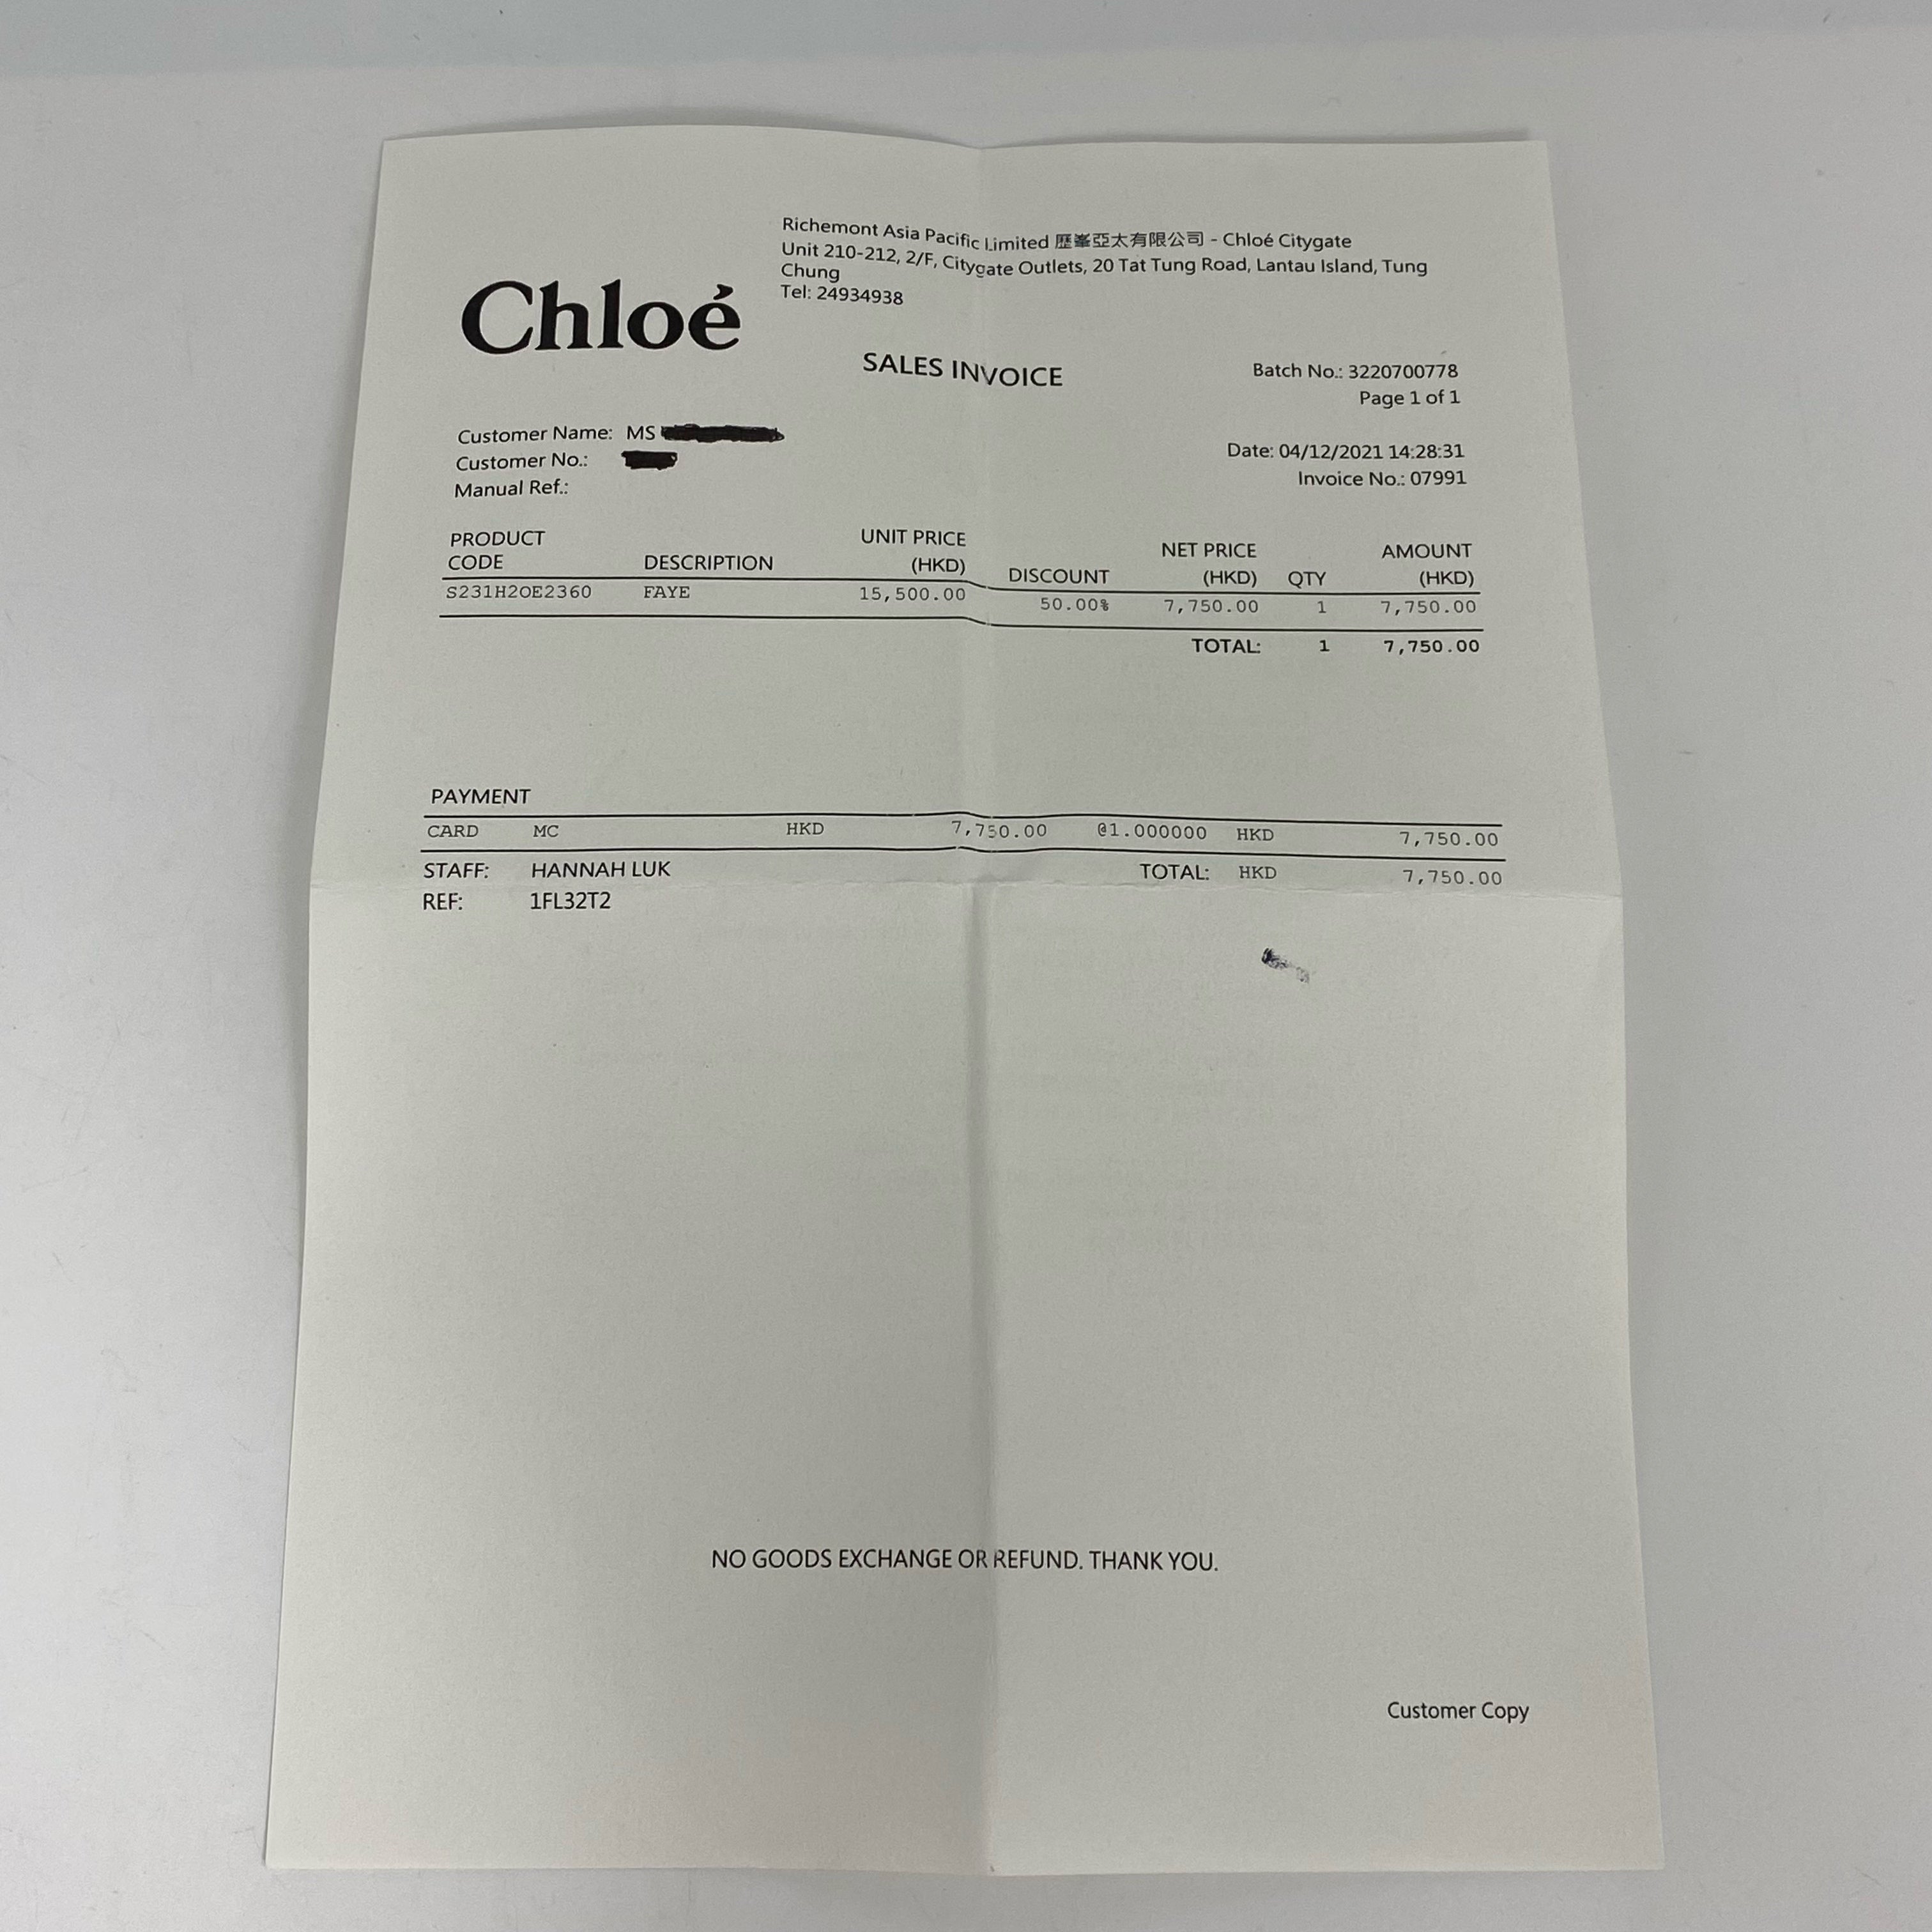 Richemont Asia Pacific Limited 歷峯亞太有限公司 - Chloé Citygate
Unit 210-212, 2/F, Citygate Outlets, 20 Tat Tung Road, Lantau Island, Tung
Chung
Tel: 24934938
Chloé
SALES INVOICE
Batch No.: 3220700778
Page 1 of 1
Customer Name: MS
Customer No.:
Manual Ref.:
Date: 04/12/2021 14:28:31
Invoice No.: 07991
PRODUCT CODE DESCRIPTION UNIT PRICE (HKD) DISCOUNT NET PRICE (HKD) QTY AMOUNT (HKD)
S231H2OE2360 FAYE 15,500.00 50.00% 7,750.00 1 7,750.00
TOTAL: 1 7,750.00
PAYMENT
CARD MC HKD 7,750.00 @1.000000 HKD 7,750.00
STAFF: HANNAH LUK TOTAL: HKD 7,750.00
REF: 1FL32T2
NO GOODS EXCHANGE OR REFUND. THANK YOU.
Customer Copy